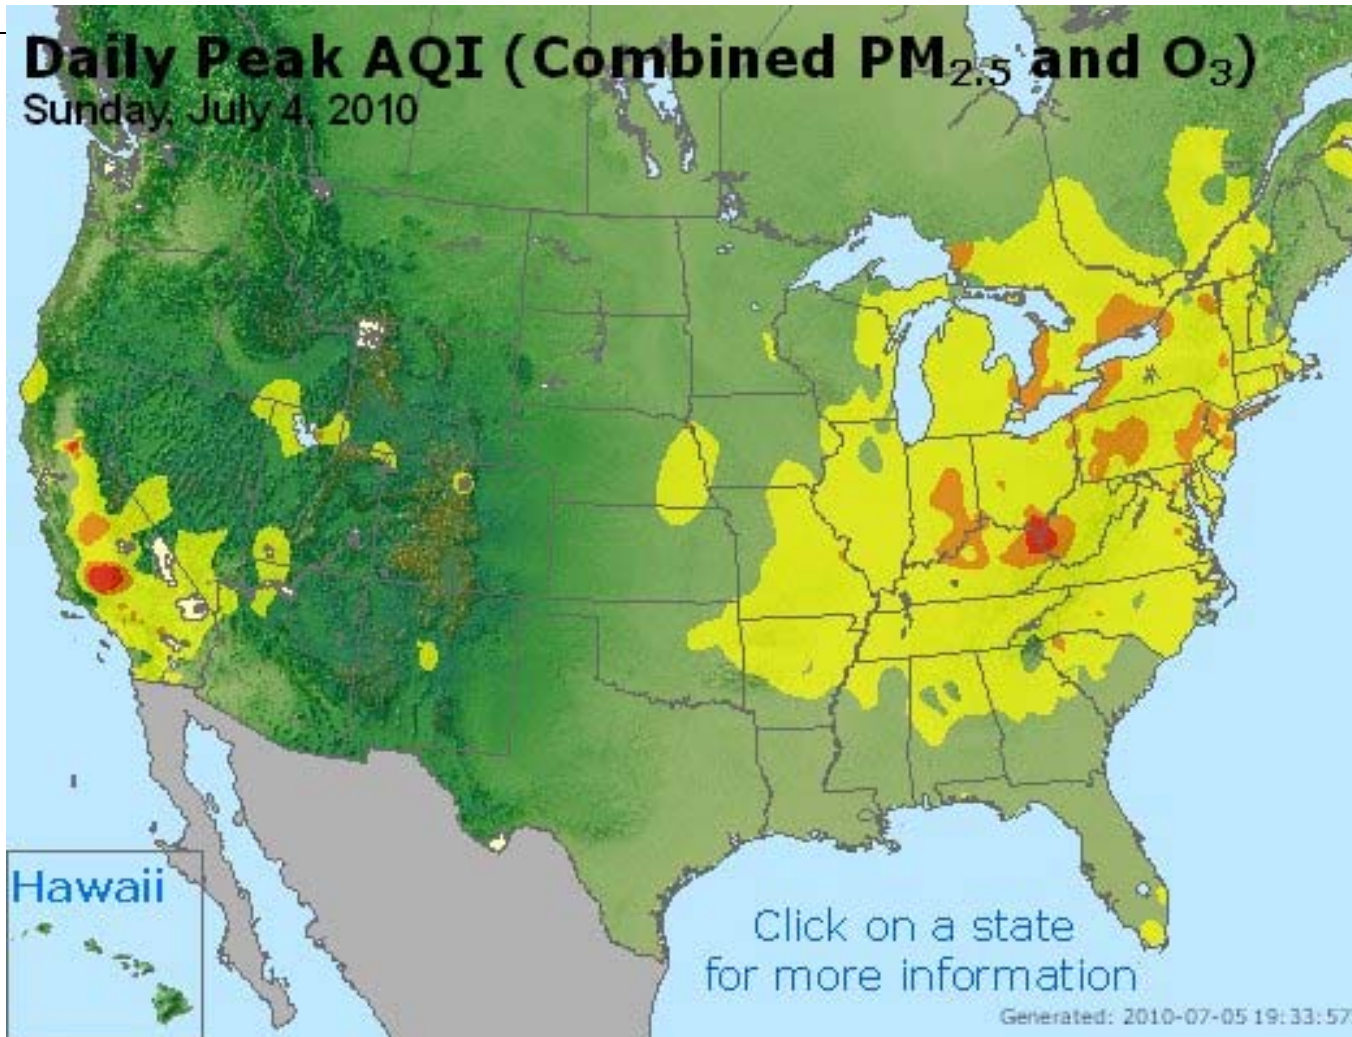 Daily Peak AQI (Combined PM2.5 and O3)
Sunday, July 4, 2010
Hawaii
Click on a state
for more information
Generated: 2010-07-05 19:33:57